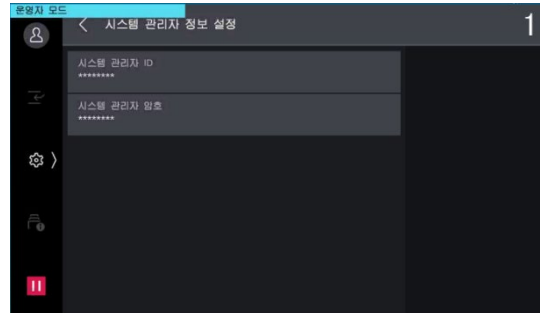 운영자 모드
시스템 관리자 정보 설정
1
시스템 관리자 ID
********
시스템 관리자 암호
********